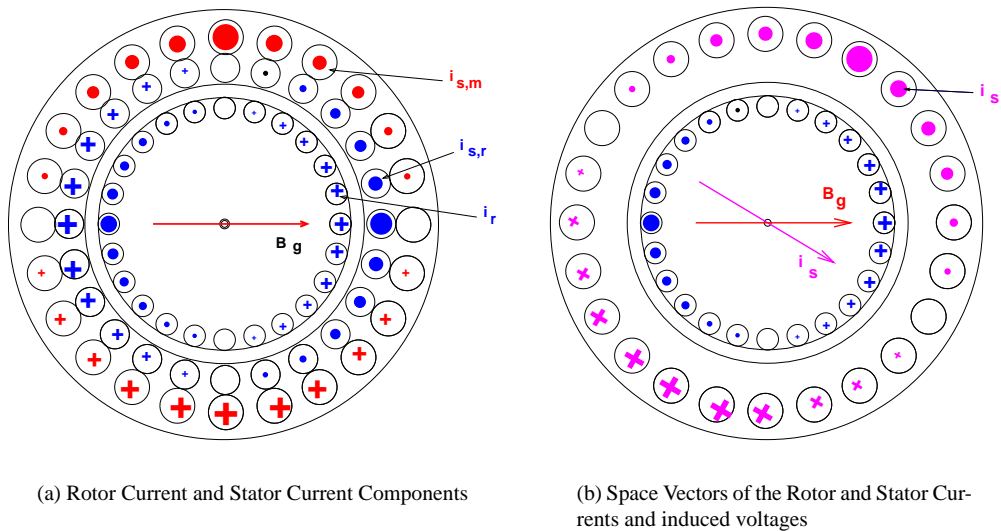 i s,m
i s,r
i r
B g
i s
B g
i s
(a) Rotor Current and Stator Current Components
(b) Space Vectors of the Rotor and Stator Cur-
rents and induced voltages